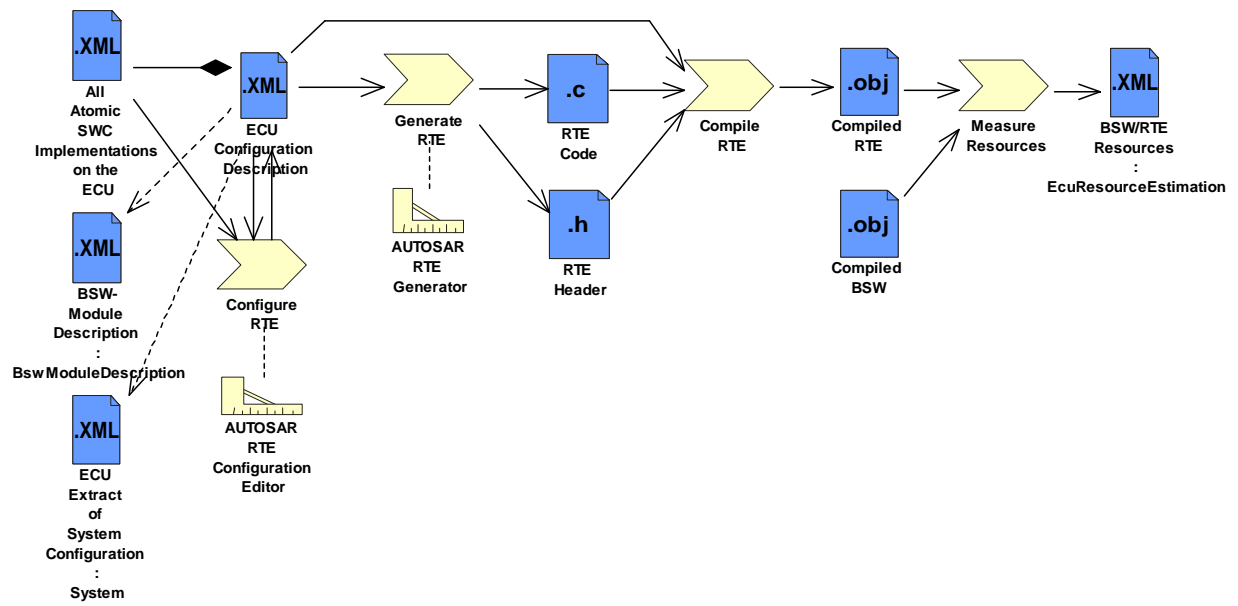 .XML
All
Atomic
SWC
Implementations
on the
ECU
.XML
ECU
Configuration
Description
Generate
RTE
.c
RTE
Code
Compile
RTE
.obj
Compiled
RTE
Measure
Resources
.XML
BSW/RTE
Resources
:
EcuResourceEstimation
.XML
BSW-
Module
Description
:
BswModuleDescription
Configure
RTE
AUTOSAR
RTE
Generator
.h
RTE
Header
.obj
Compiled
BSW
.XML
ECU
Extract
of
System
Configuration
:
System
AUTOSAR
RTE
Configuration
Editor